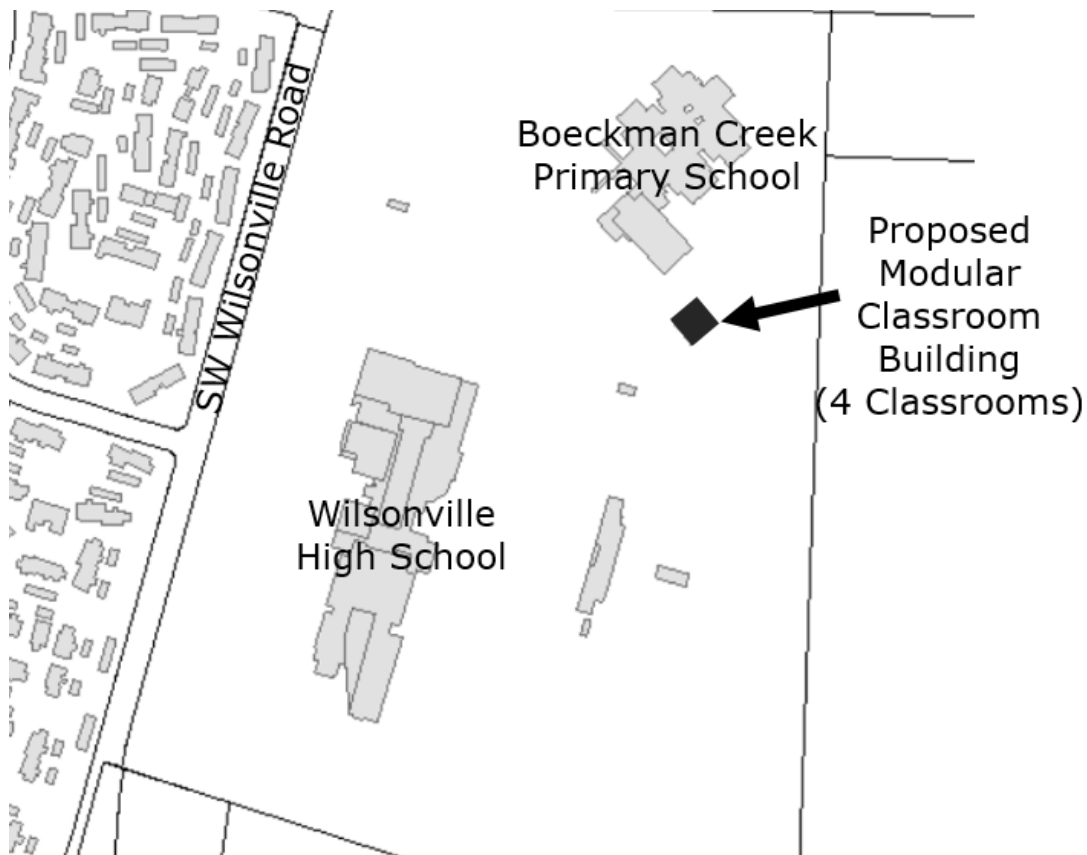 SW Wilsonville Road
Boeckman Creek
Primary School
Proposed
Modular
Classroom
Building
(4 Classrooms)
Wilsonville
High School